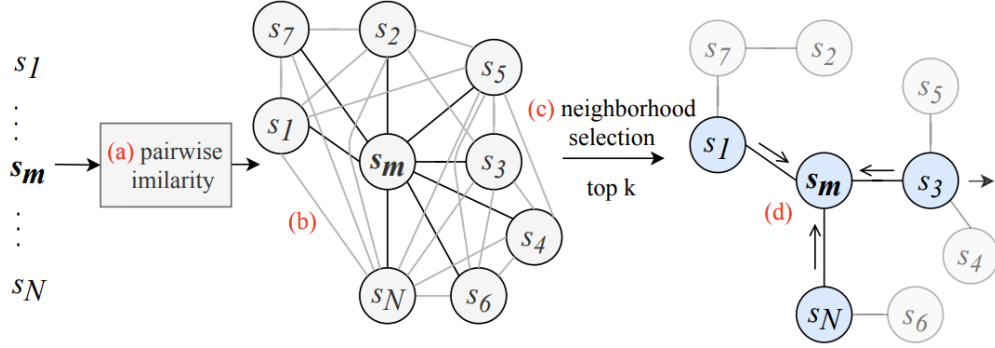 s1
s7
s2
s5
s7
s2
s5
(c) neighborhood
selection
top k
(a) pairwise
imilarity
sm
s1
sm
s3
s1
sm
s3
(b)
(d)
s4
s4
sN
sN
s6
sN
s6